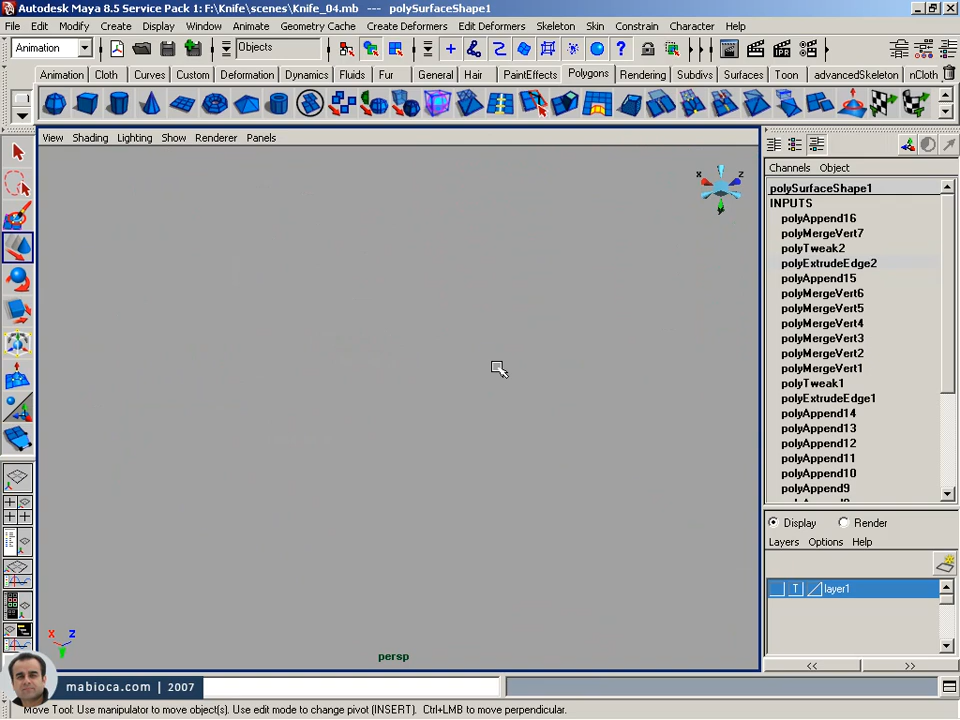 Autodesk Maya 8.5 Service Pack 1: F:\Knife\scenes\Knife_04.mb --- polySurfaceShape1
File Edit Modify Create Display Window Animate Geometry Cache Create Deformers Edit Deformers Skeleton Skin Constrain Character Help
Animation Objects
Animation Cloth Curves Custom Deformation Dynamics Fluids Fur General Hair PaintEffects Polygons Rendering Subdivs Surfaces Toon advancedSkeleton nCloth
View Shading Lighting Show Renderer Panels
Channels Object
X Z
polySurfaceShape1
INPUTS
polyAppend16
polyMergeVert7
polyTweak2
polyExtrudeEdge2
polyAppend15
polyMergeVert6
polyMergeVert5
polyMergeVert4
polyMergeVert3
polyMergeVert2
polyMergeVert1
polyTweak1
polyExtrudeEdge1
polyAppend14
polyAppend13
polyAppend12
polyAppend11
polyAppend10
polyAppend9
Display Render
Layers Options Help
T layer1
X Z
Y
persp
<< >>
mabioca.com | 2007
Move Tool: Use manipulator to move object(s). Use edit mode to change pivot (INSERT). Ctrl+LMB to move perpendicular.